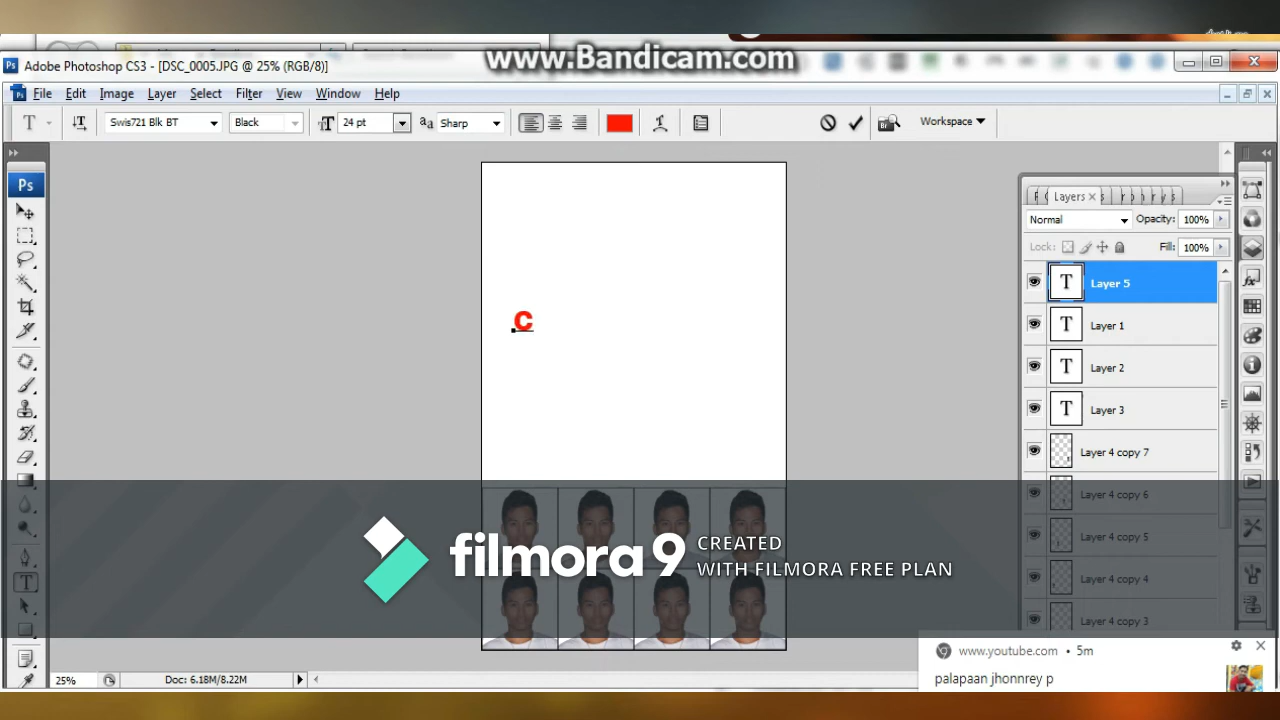 www.Bandicam.com
Adobe Photoshop CS3 - [DSC_0005.JPG @ 25% (RGB/8)]
File Edit Image Layer Select Filter View Window Help
Swis721 Blk BT Black 24 pt Sharp Workspace
Ps
Layers
Normal Opacity: 100%
Lock: Fill: 100%
Layer 5
Layer 1
Layer 2
Layer 3
Layer 4 copy 7
Layer 4 copy 6
Layer 4 copy 5
Layer 4 copy 4
Layer 4 copy 3
c
filmora 9 CREATED
WITH FILMORA FREE PLAN
www.youtube.com • 5m
palapaan jhonnrey p
25% Doc: 6.18M/8.22M